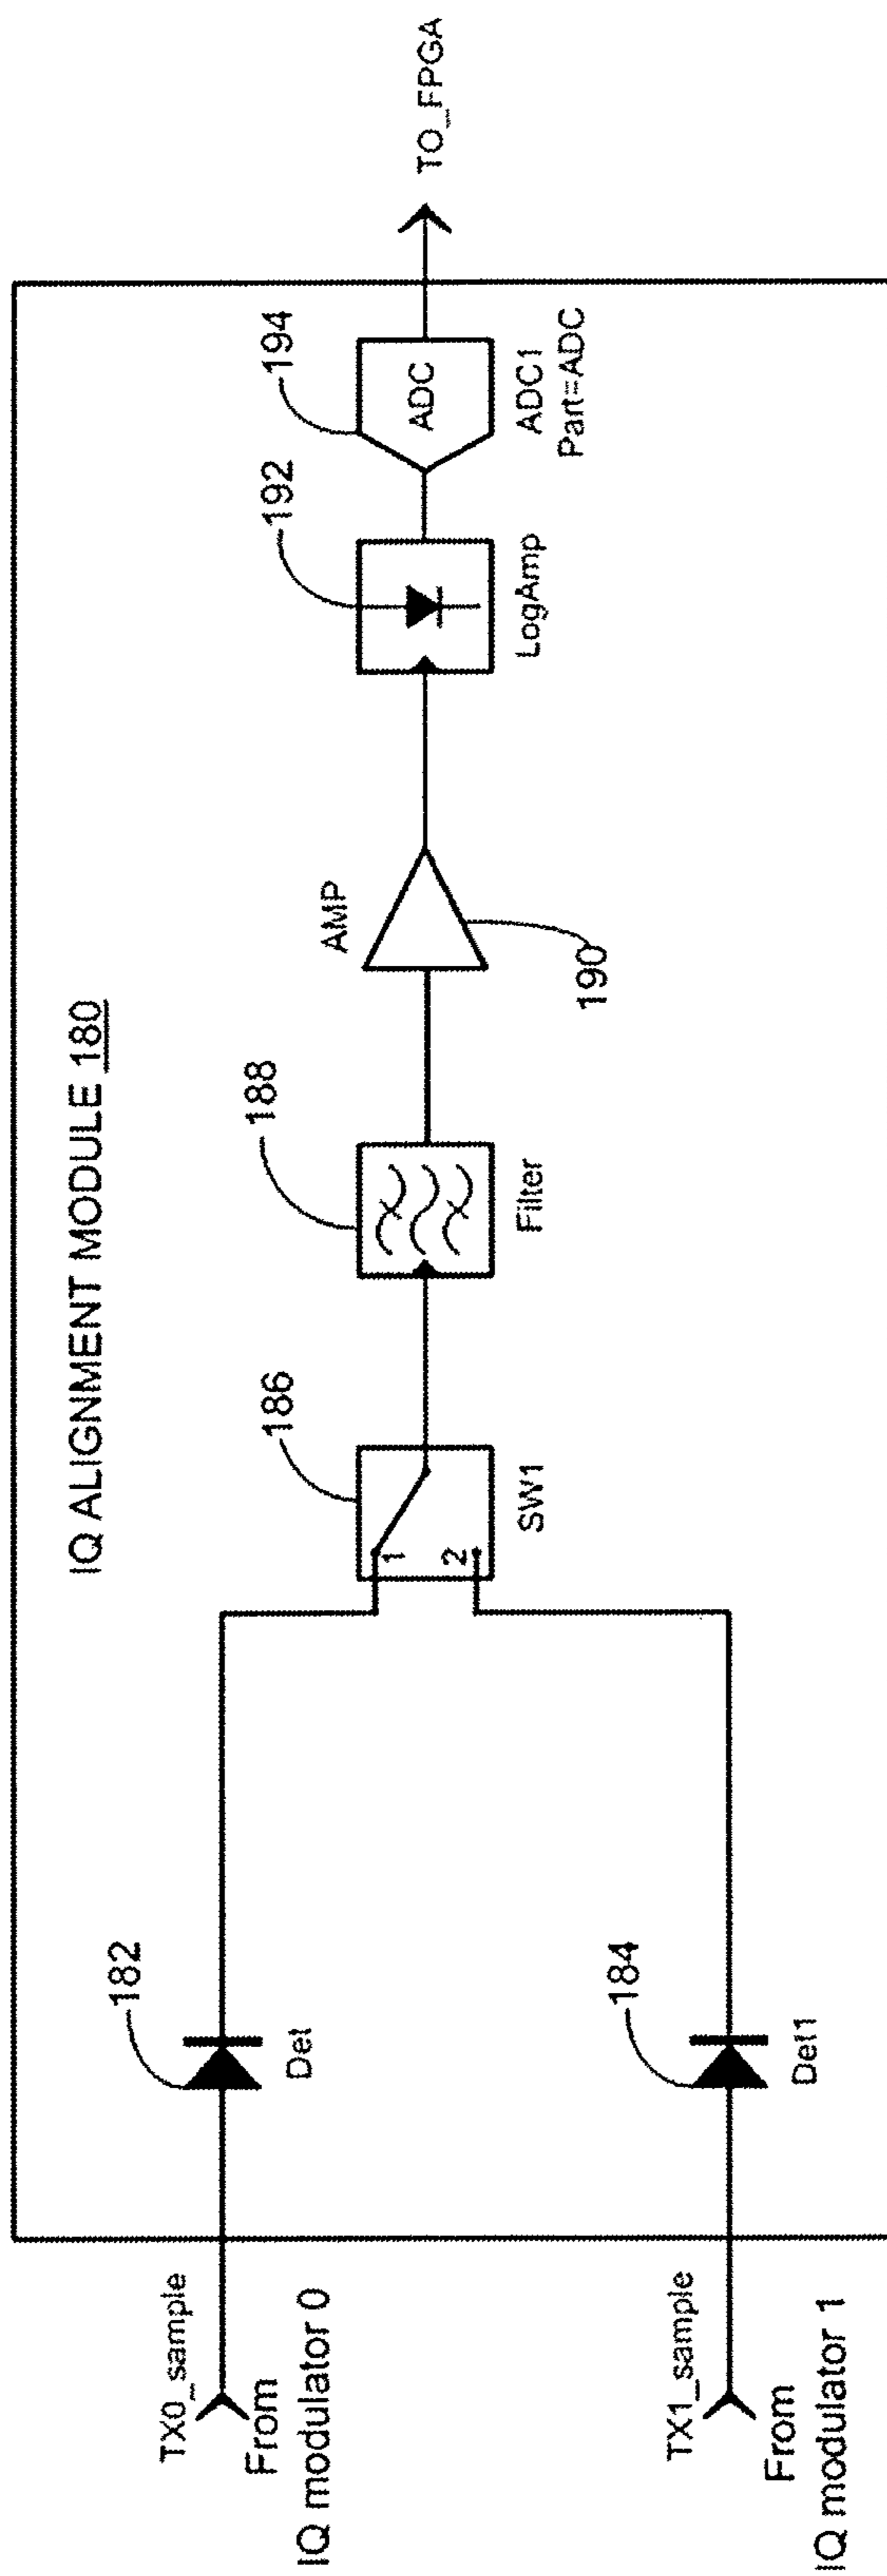 IQ ALIGNMENT MODULE 180
TX0_sample
From
IQ modulator 0
182
Det
TX1_sample
From
IQ modulator 1
184
Det1
186
1
2
SW1
188
Filter
AMP
190
192
LogAmp
194
ADC
ADC1
Part=ADC
TO_FPGA